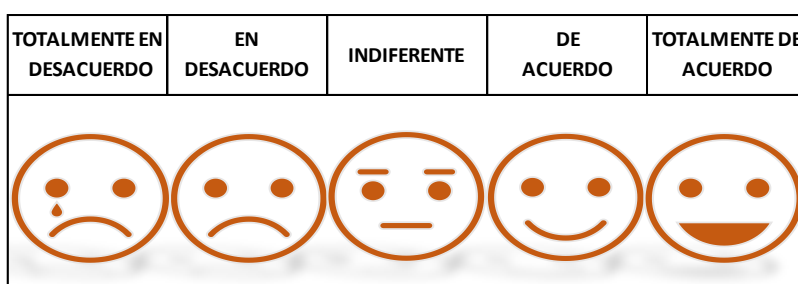 TOTALMENTE EN
DESACUERDO
EN
DESACUERDO
INDIFERENTE
DE
ACUERDO
TOTALMENTE DE
ACUERDO